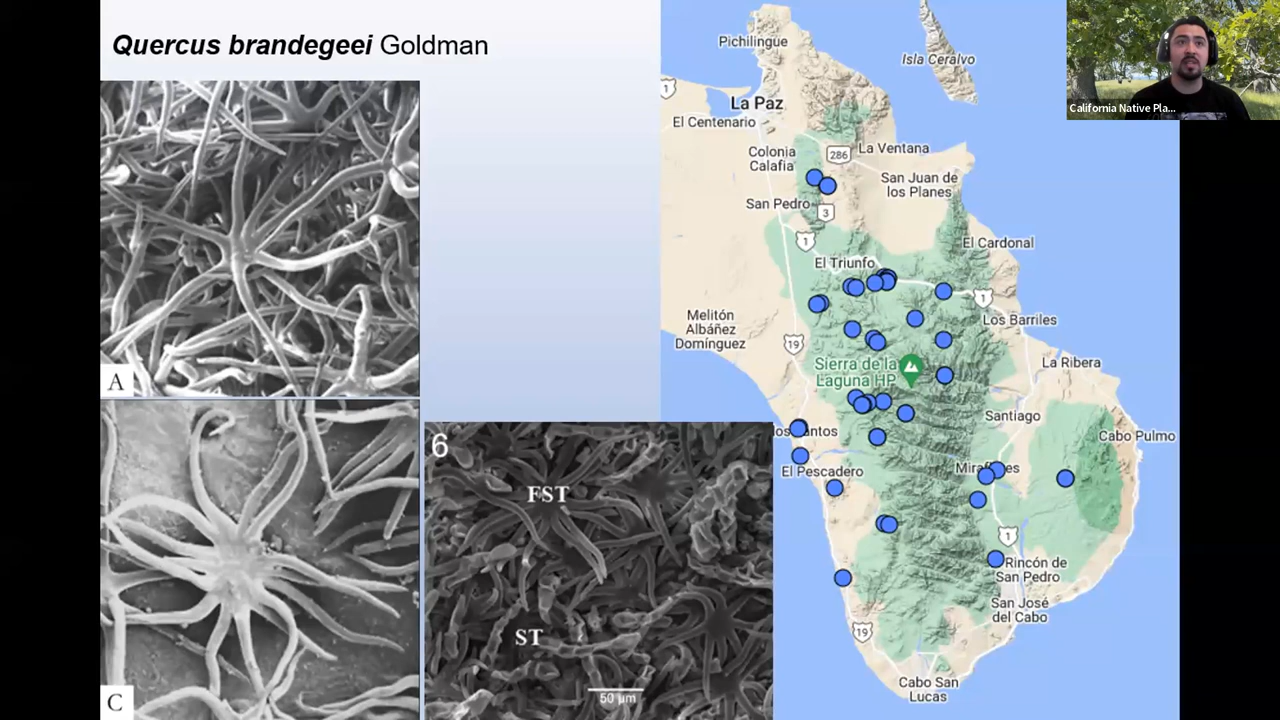 Quercus brandegeei Goldman
A
C
6
FST
ST
50 µm
Pichilingue
Isla Ceralvo
1
La Paz
El Centenario
Colonia
Calafia
286
La Ventana
San Juan de
los Planes
San Pedro
3
1
El Cardonal
El Triunfo
1
Melitón
Albáñez
Domínguez
19
Los Barriles
Sierra de la
Laguna HP
La Ribera
Santiago
dos Santos
Cabo Pulmo
El Pescadero
Miraflores
1
Rincón de
San Pedro
San José
del Cabo
19
Cabo San
Lucas
California Native Pla...